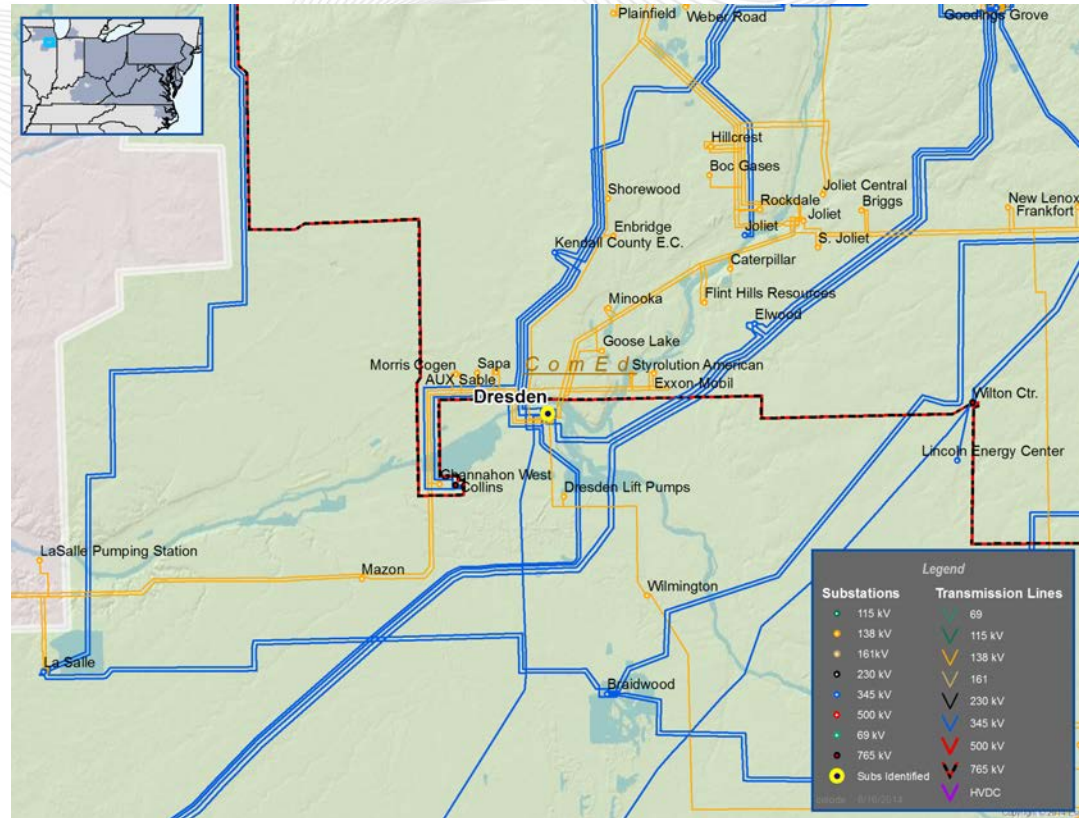 Plainfield
Weber Road
Goodings Grove
Hillcrest
Boc Gases
Shorewood
Joliet Central
Rockdale
Briggs
New Lenox
Joliet
Frankfort
Enbridge
Joliet
S. Joliet
Kendall County E.C.
Caterpillar
Minooka
Flint Hills Resources
Elwood
Goose Lake
ComEd
Morris Cogen
Sapa
Styrolution American
AUX Sable
Exxon-Mobil
Dresden
Wilton Ctr.
Lincoln Energy Center
Channahon West
Collins
Dresden Lift Pumps
LaSalle Pumping Station
Mazon
Wilmington
La Salle
Braidwood
Legend
Substations
115 kV
138 kV
161kV
230 kV
345 kV
500 kV
69 kV
765 kV
Subs Identified
Transmission Lines
69
115 kV
138 kV
161
230 kV
345 kV
500 kV
765 kV
HVDC